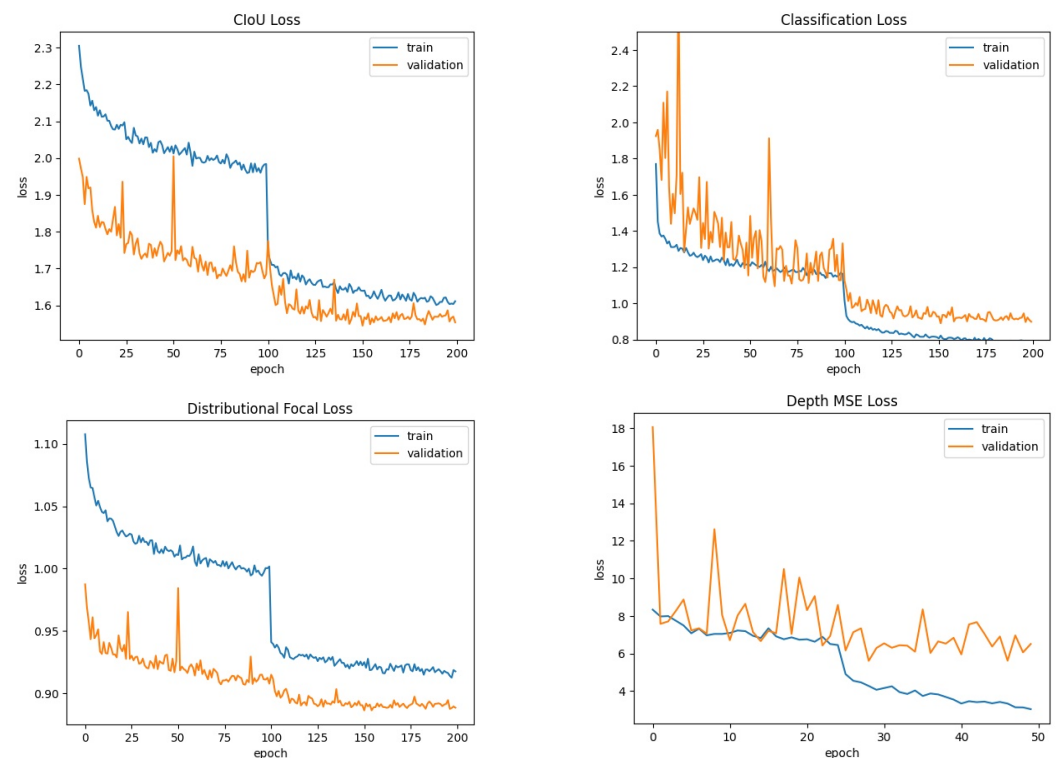 CIoU Loss
train
validation
2.3
2.2
2.1
2.0
1.9
1.8
1.7
1.6
loss
0 25 50 75 100 125 150 175 200
epoch
Classification Loss
train
validation
2.4
2.2
2.0
1.8
1.6
1.4
1.2
1.0
0.8
loss
0 25 50 75 100 125 150 175 200
epoch
Distributional Focal Loss
train
validation
1.10
1.05
1.00
0.95
0.90
loss
0 25 50 75 100 125 150 175 200
epoch
Depth MSE Loss
train
validation
18
16
14
12
10
8
6
4
loss
0 10 20 30 40 50
epoch